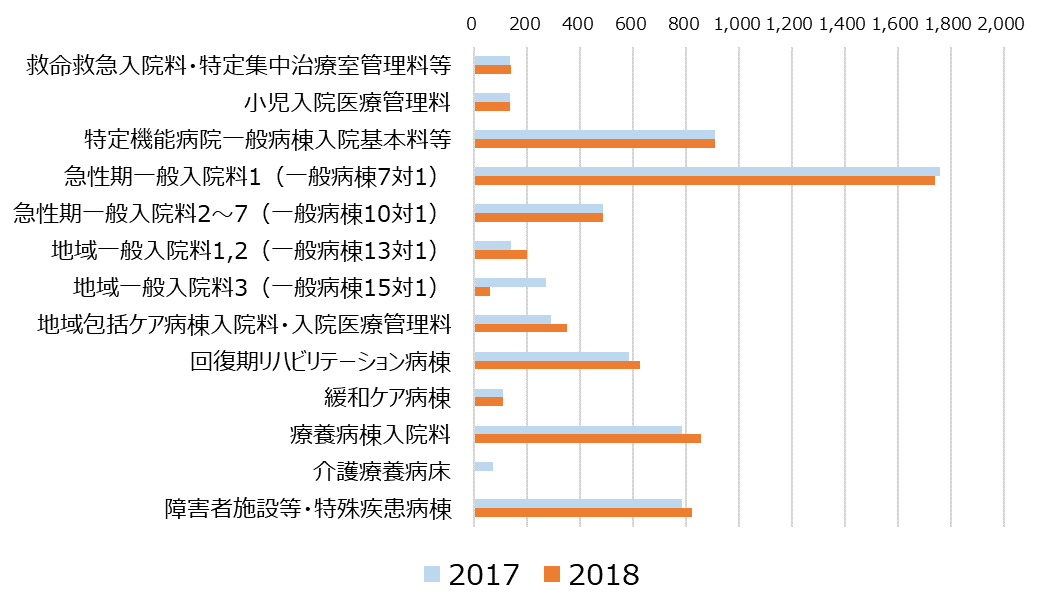 0 200 400 600 800 1,000 1,200 1,400 1,600 1,800 2,000
救命救急入院料・特定集中治療室管理料等
小児入院医療管理料
特定機能病院一般病棟入院基本料等
急性期一般入院料1（一般病棟7対1）
急性期一般入院料2～7（一般病棟10対1）
地域一般入院料1,2（一般病棟13対1）
地域一般入院料3（一般病棟15対1）
地域包括ケア病棟入院料・入院医療管理料
回復期リハビリテーション病棟
緩和ケア病棟
療養病棟入院料
介護療養病床
障害者施設等・特殊疾患病棟
2017 2018